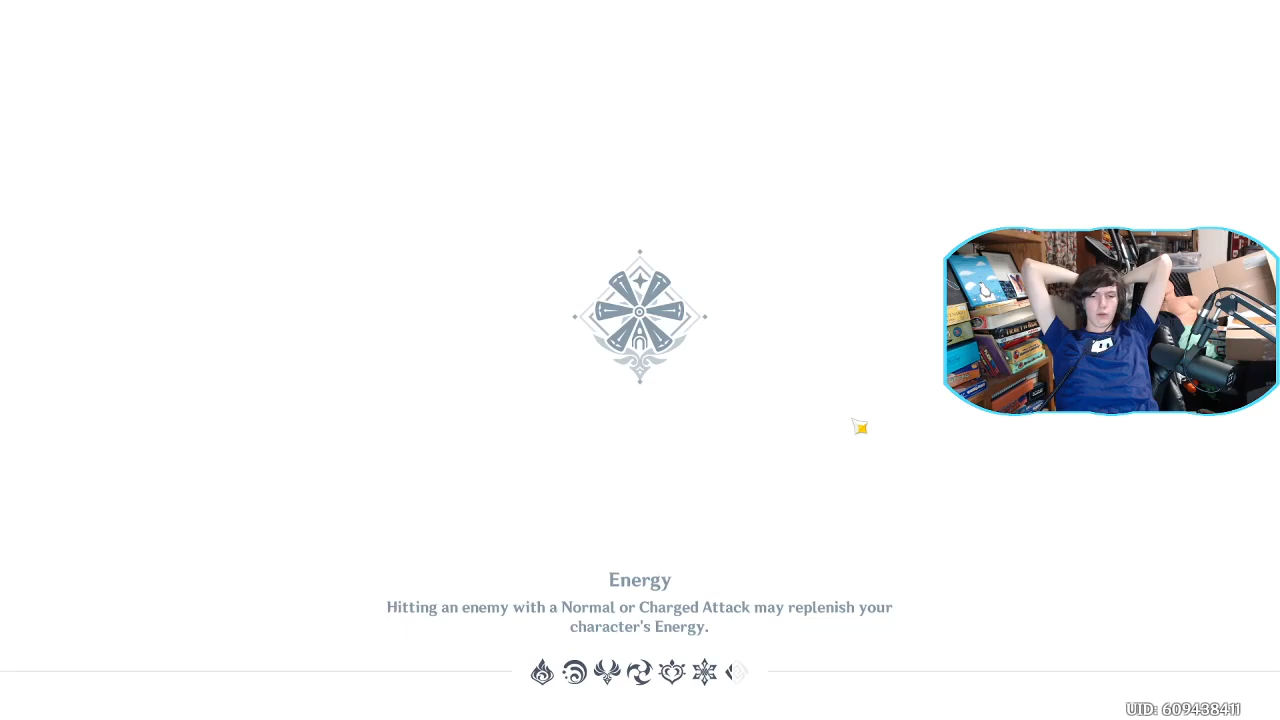 Energy
Hitting an enemy with a Normal or Charged Attack may replenish your
character's Energy.
UID: 609438411